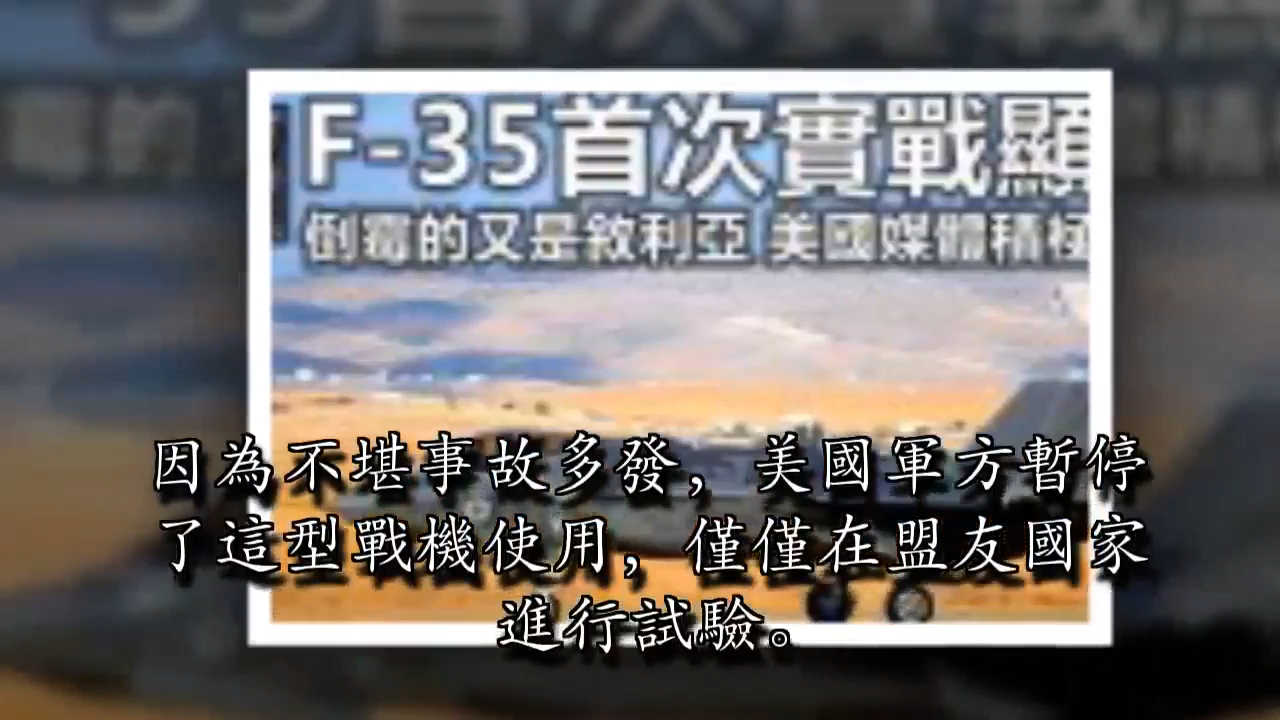 F-35首次實戰顯
倒霉的又是敘利亞 美國媒體積極
因為不堪事故多發，美國軍方暫停
了這型戰機使用，僅僅在盟友國家
進行試驗。